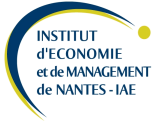 INSTITUT
d'ECONOMIE
et de MANAGEMENT
de NANTES - IAE